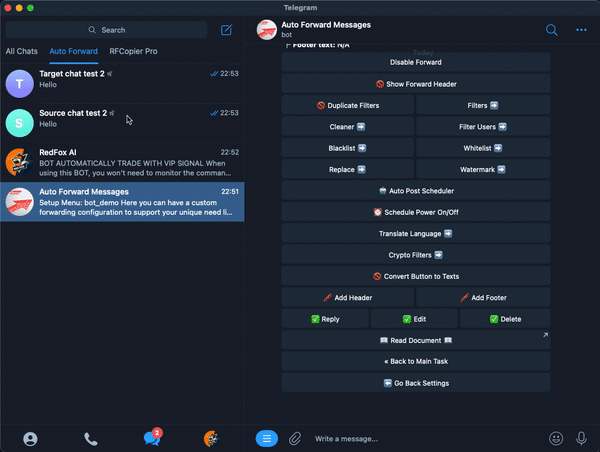 Telegram
Search
All Chats
Auto Forward
RFCopier Pro
Target chat test 2
22:53
Hello
T
Source chat test 2
22:53
Hello
S
RedFox AI
22:52
BOT AUTOMATICALLY TRADE WITH VIP SIGNAL When
using this BOT, you won't need to monitor the comman...
Auto Forward Messages
22:51
Setup Menu: bot_demo Here you can have a custom
forwarding configuration to support your unique need li...
2
Auto Forward Messages
bot
Footer text: N/A
Today
Disable Forward
🚫 Show Forward Header
🚫 Duplicate Filters
Filters ➡️
Cleaner ➡️
Filter Users ➡️
Blacklist ➡️
Whitelist ➡️
Replace ➡️
Watermark ➡️
🤖 Auto Post Scheduler
⏰ Schedule Power On/Off
Translate Language ➡️
Crypto Filters ➡️
🚫 Convert Button to Texts
Add Header
Add Footer
✅ Reply
✅ Edit
✅ Delete
📖 Read Document 📖
« Back to Main Task
⬅️ Go Back Settings
Write a message...